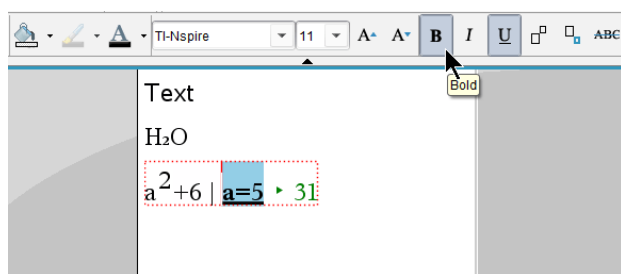 A TI-Nspire 11 A A B I U ABC
Bold
Text
H₂O
a²+6 | a=5 ‣ 31